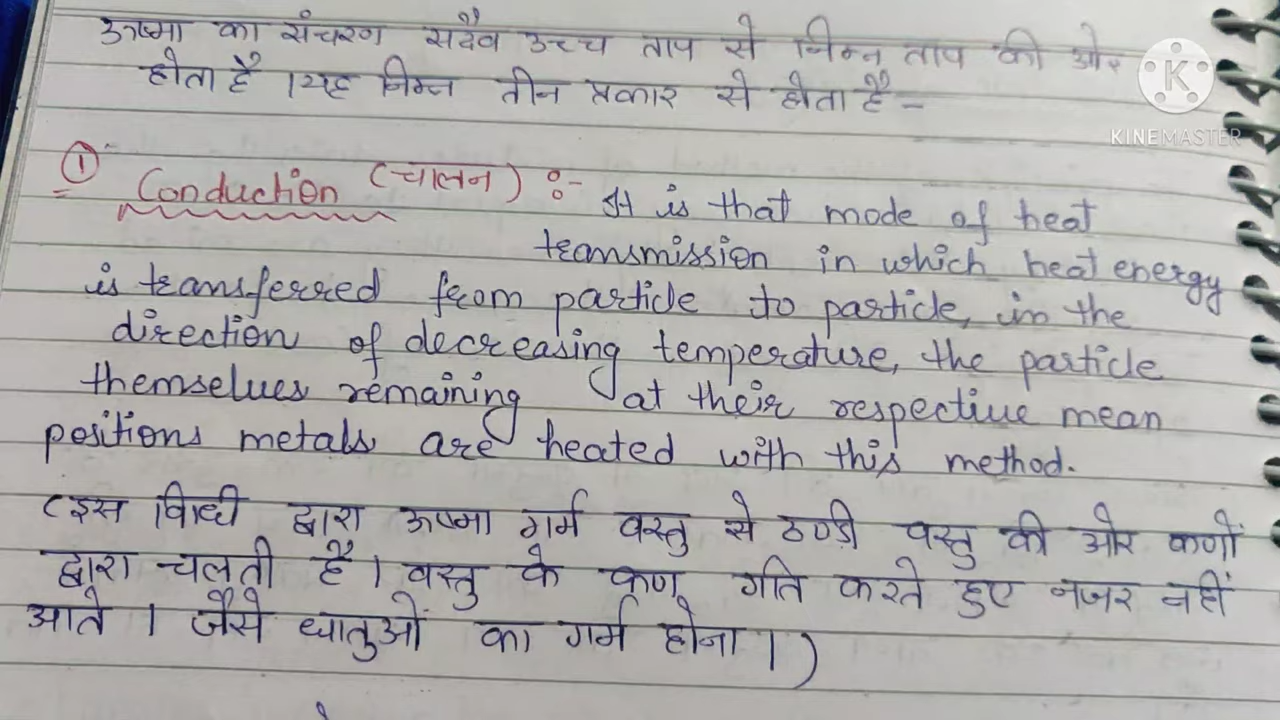 ऊष्मा का संचरण सदैव उच्च ताप से निम्न ताप की ओर
होता है ।यह निम्न तीन प्रकार से होता है -
K
KINEMASTER
① Conduction (चालन) :- It is that mode of heat
transmission in which heat energy
is transferred from particle to particle, in the
direction of decreasing temperature, the particle
themselves remaining at their respective mean
positions metals are heated with this method.
(इस विधी द्वारा ऊष्मा गर्म वस्तु से ठण्डी वस्तु की ओर कणों
द्वारा चलती है । वस्तु के कण गति करते हुए नजर नहीं
आते । जैसे धातुओं का गर्म होना ।)